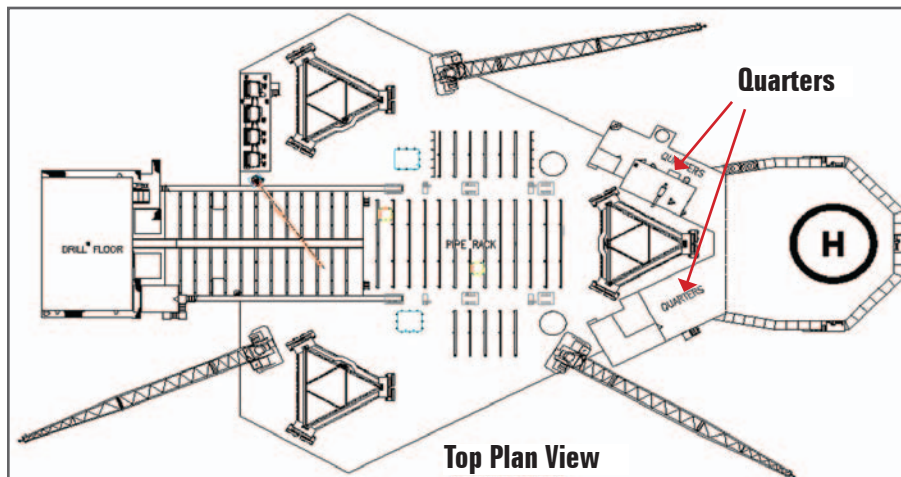 Quarters
QUARTERS
DRILL FLOOR
PIPE RACK
H
QUARTERS
Top Plan View